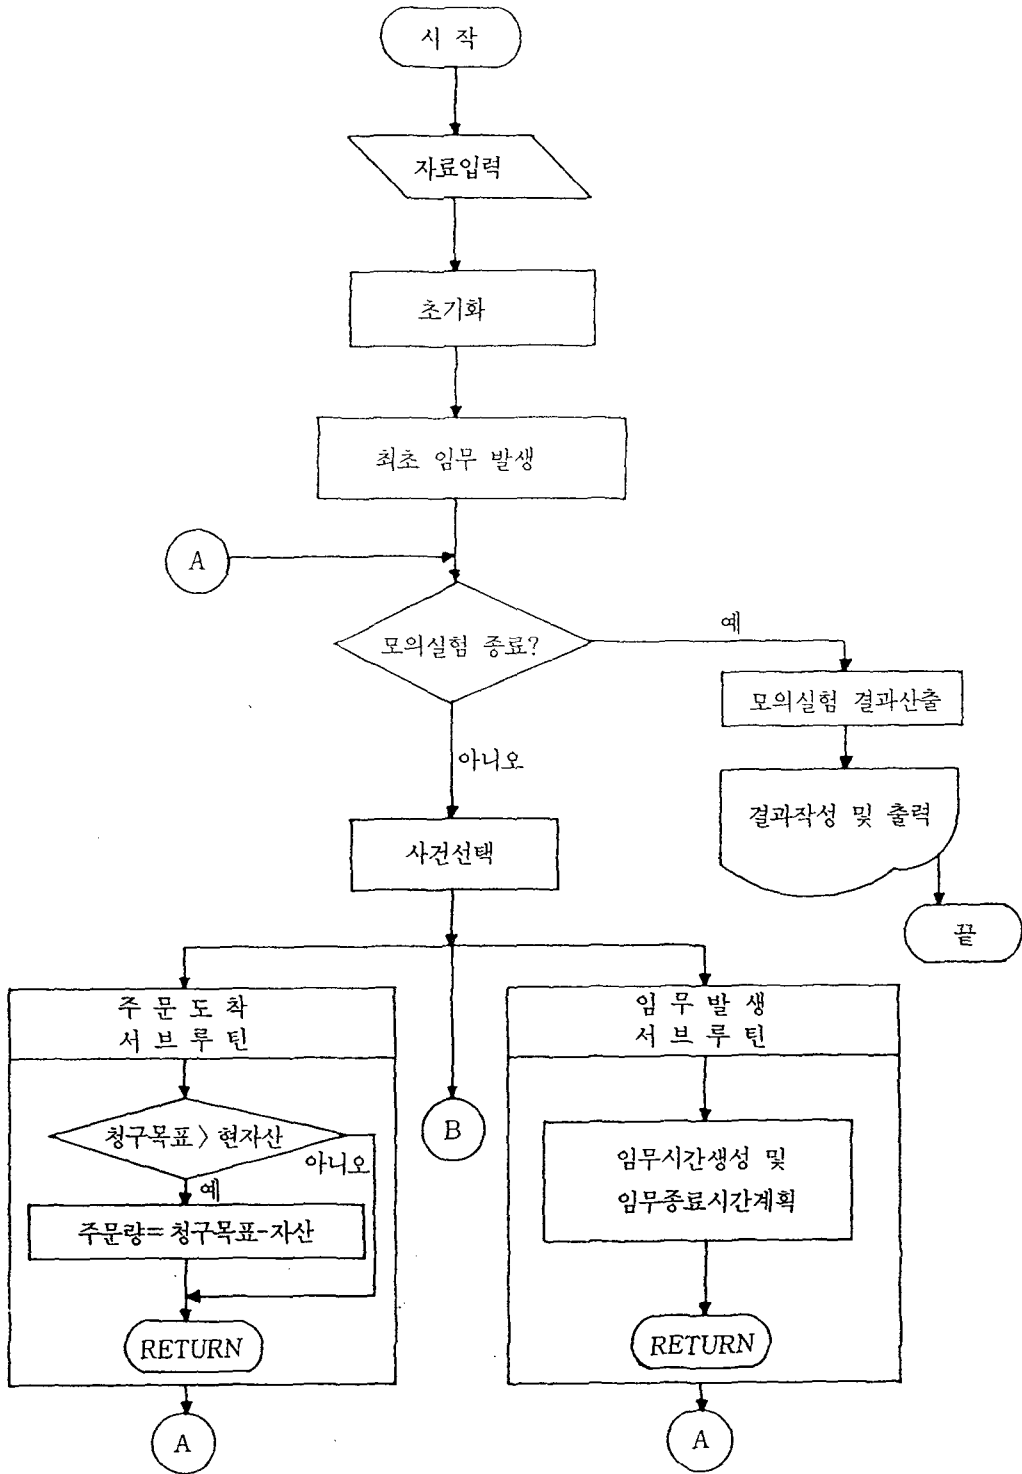 시 작
자료입력
초기화
최초 임무 발생
A
모의실험 종료?
예
모의실험 결과산출
아니오
결과작성 및 출력
사건선택
끝
주 문 도 착
서 브 루 틴
임 무 발 생
서 브 루 틴
청구목표 > 현자산
아니오
예
주문량= 청구목표-자산
RETURN
B
임무시간생성 및
임무종료시간계획
RETURN
A
A